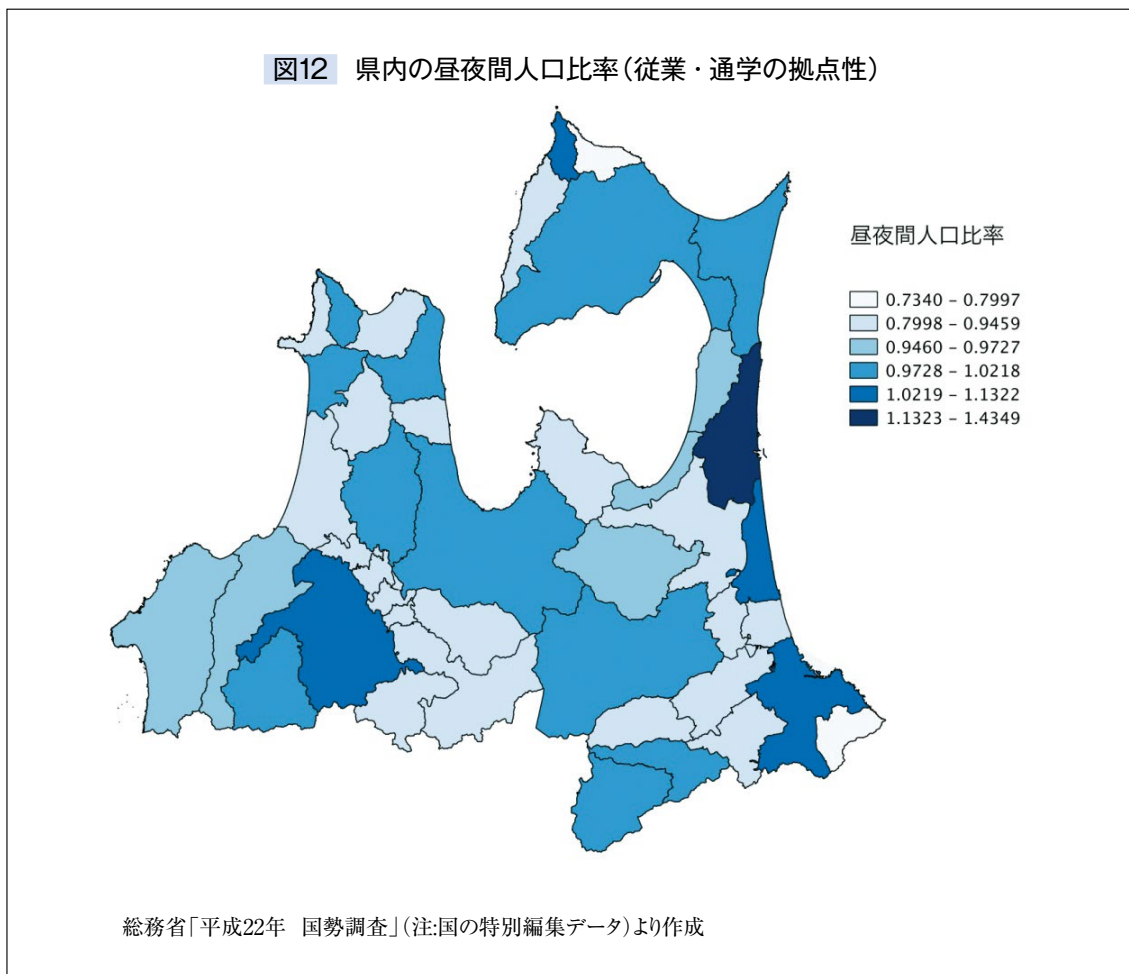 図12 県内の昼夜間人口比率(従業・通学の拠点性)
昼夜間人口比率
0.7340 – 0.7997
0.7998 – 0.9459
0.9460 – 0.9727
0.9728 – 1.0218
1.0219 – 1.1322
1.1323 – 1.4349
総務省「平成22年 国勢調査」(注:国の特別編集データ)より作成